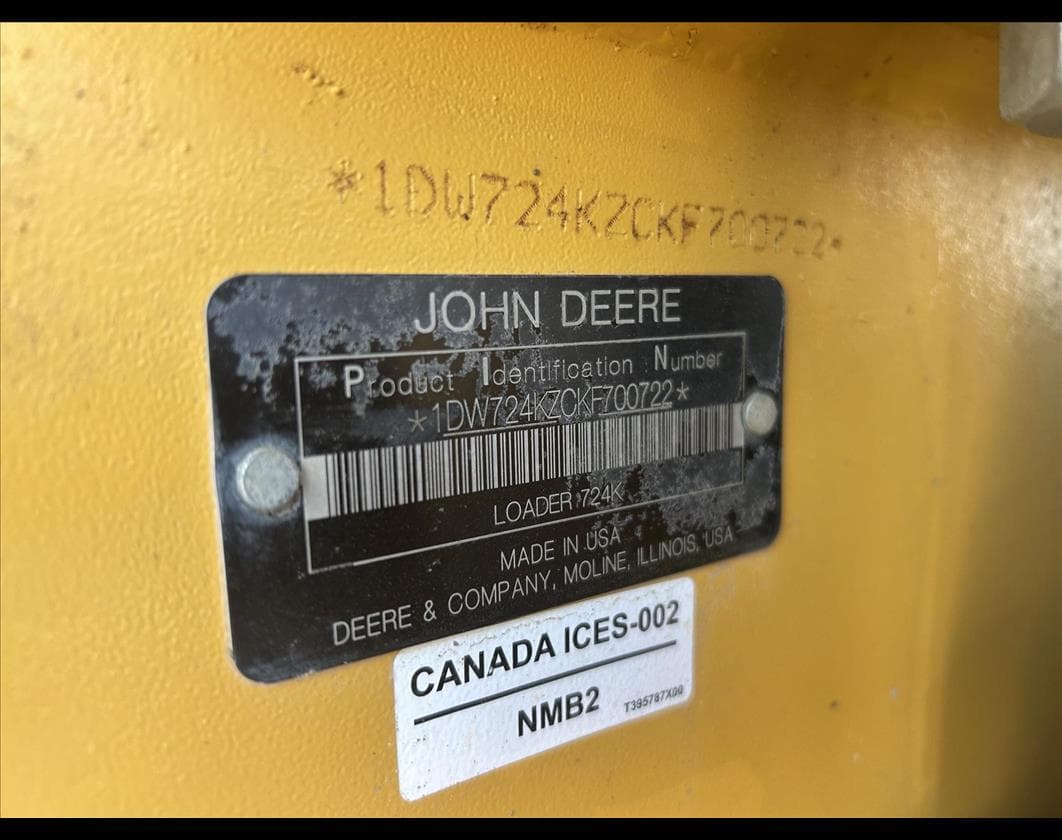 *1DW724KZCKF700722*
JOHN DEERE
Product Identification Number
*1DW724KZCKF700722*
LOADER 724K
MADE IN USA
DEERE & COMPANY, MOLINE, ILLINOIS, USA
CANADA ICES-002
NMB2
T395787X00